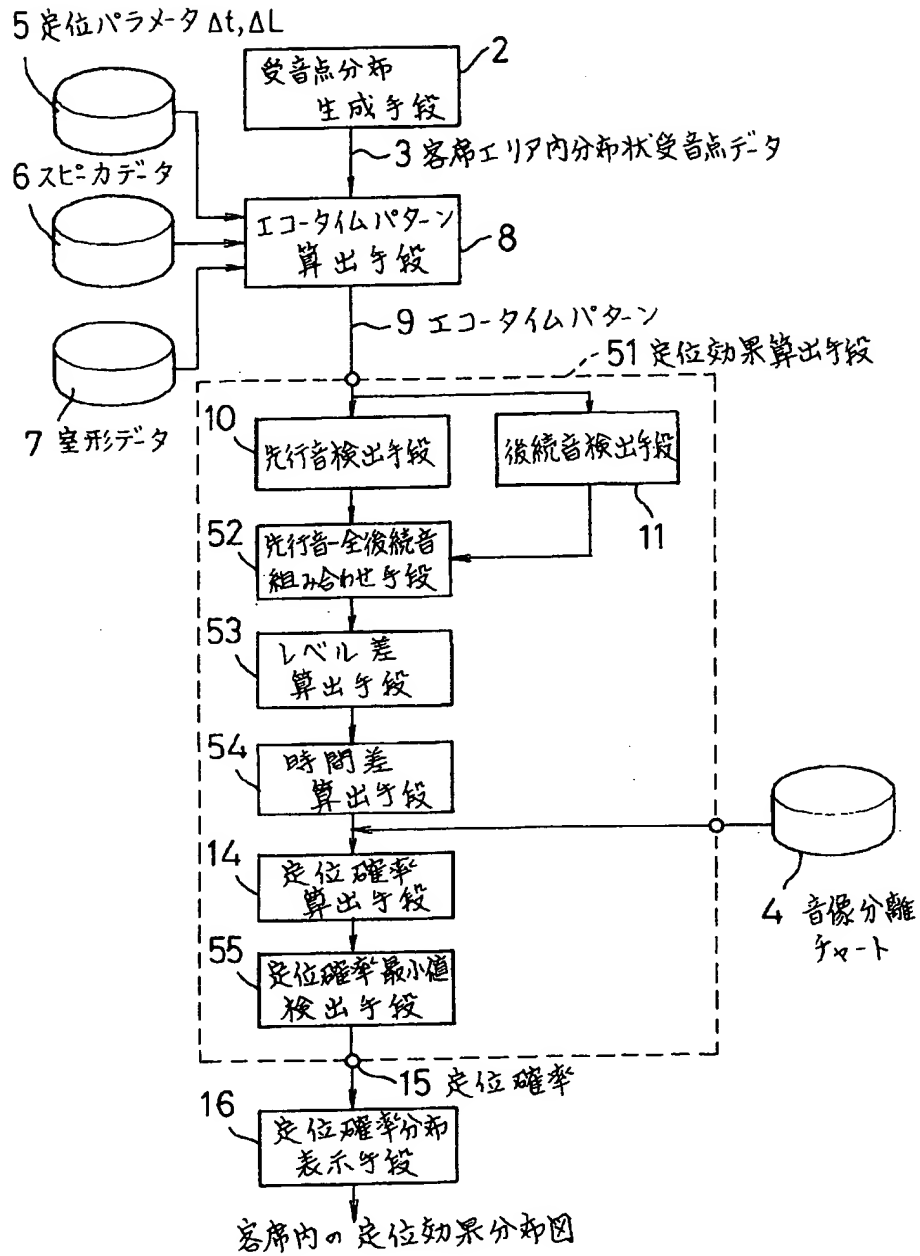 5 定位パラメータ Δt,ΔL
2
受音点分布
生成手段
3 客席エリア内分布状受音点データ
6 スピーカデータ
エコータイムパターン
算出手段
8
9 エコータイムパターン
51 定位効果算出手段
7 室形データ
10
先行音検出手段
後続音検出手段
11
52
先行音-全後続音
組み合わせ手段
53
レベル差
算出手段
54
時間差
算出手段
14
定位確率
算出手段
4 音像分離
チャート
55
定位確率最小値
検出手段
15 定位確率
16
定位確率分布
表示手段
客席内の定位効果分布図